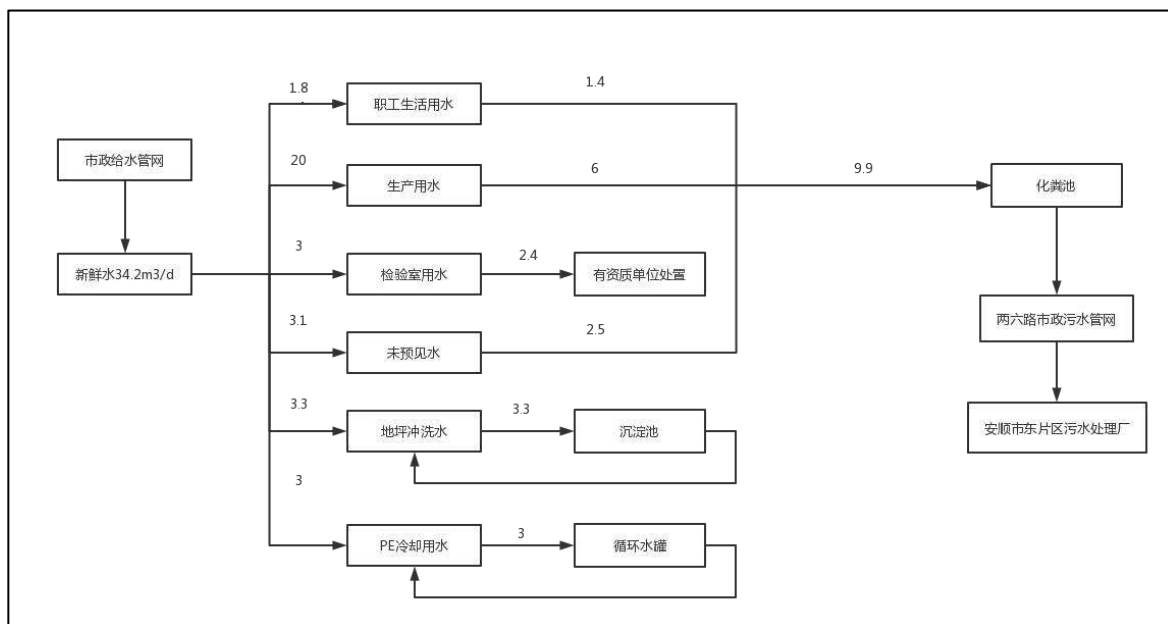 1.8
职工生活用水
1.4
市政给水管网
20
生产用水
6
9.9
化粪池
新鲜水34.2m3/d
3
检验室用水
2.4
有资质单位处置
3.1
未预见水
2.5
两六路市政污水管网
3.3
地坪冲洗水
3.3
沉淀池
安顺市东片区污水处理厂
3
PE冷却用水
3
循环水罐